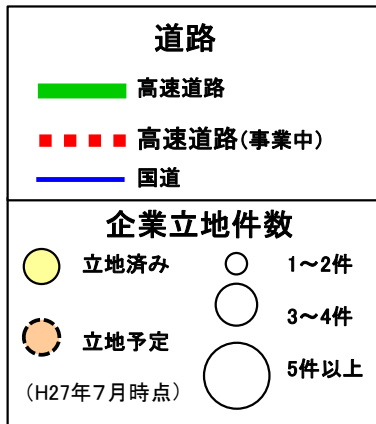 道路
高速道路
高速道路(事業中)
国道
企業立地件数
立地済み
1～2件
3～4件
立地予定
5件以上
(H27年7月時点)